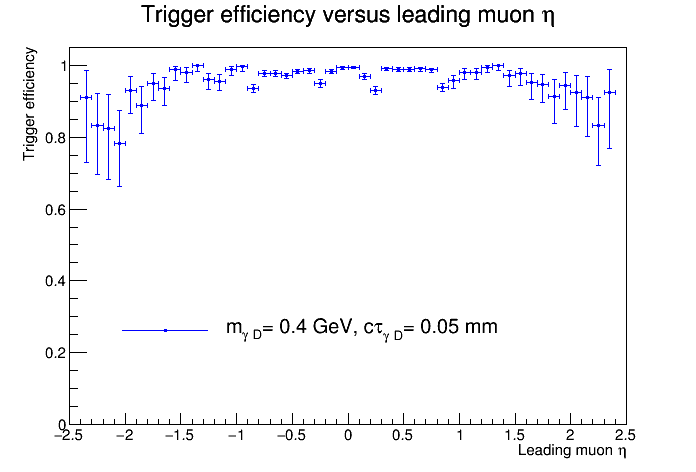 Trigger efficiency versus leading muon η
Trigger efficiency
1
0.8
0.6
0.4
0.2
0
m_γ D= 0.4 GeV, cτ_γ D= 0.05 mm
−2.5 −2 −1.5 −1 −0.5 0 0.5 1 1.5 2 2.5
Leading muon η